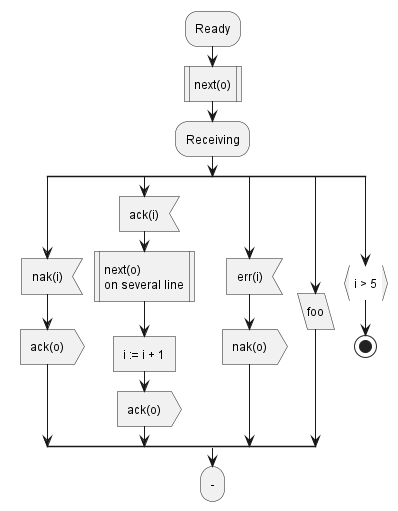 Ready
next(o)
Receiving
nak(i)
ack(o)
ack(i)
next(o)
on several line
i := i + 1
ack(o)
err(i)
nak(o)
foo
i > 5
-